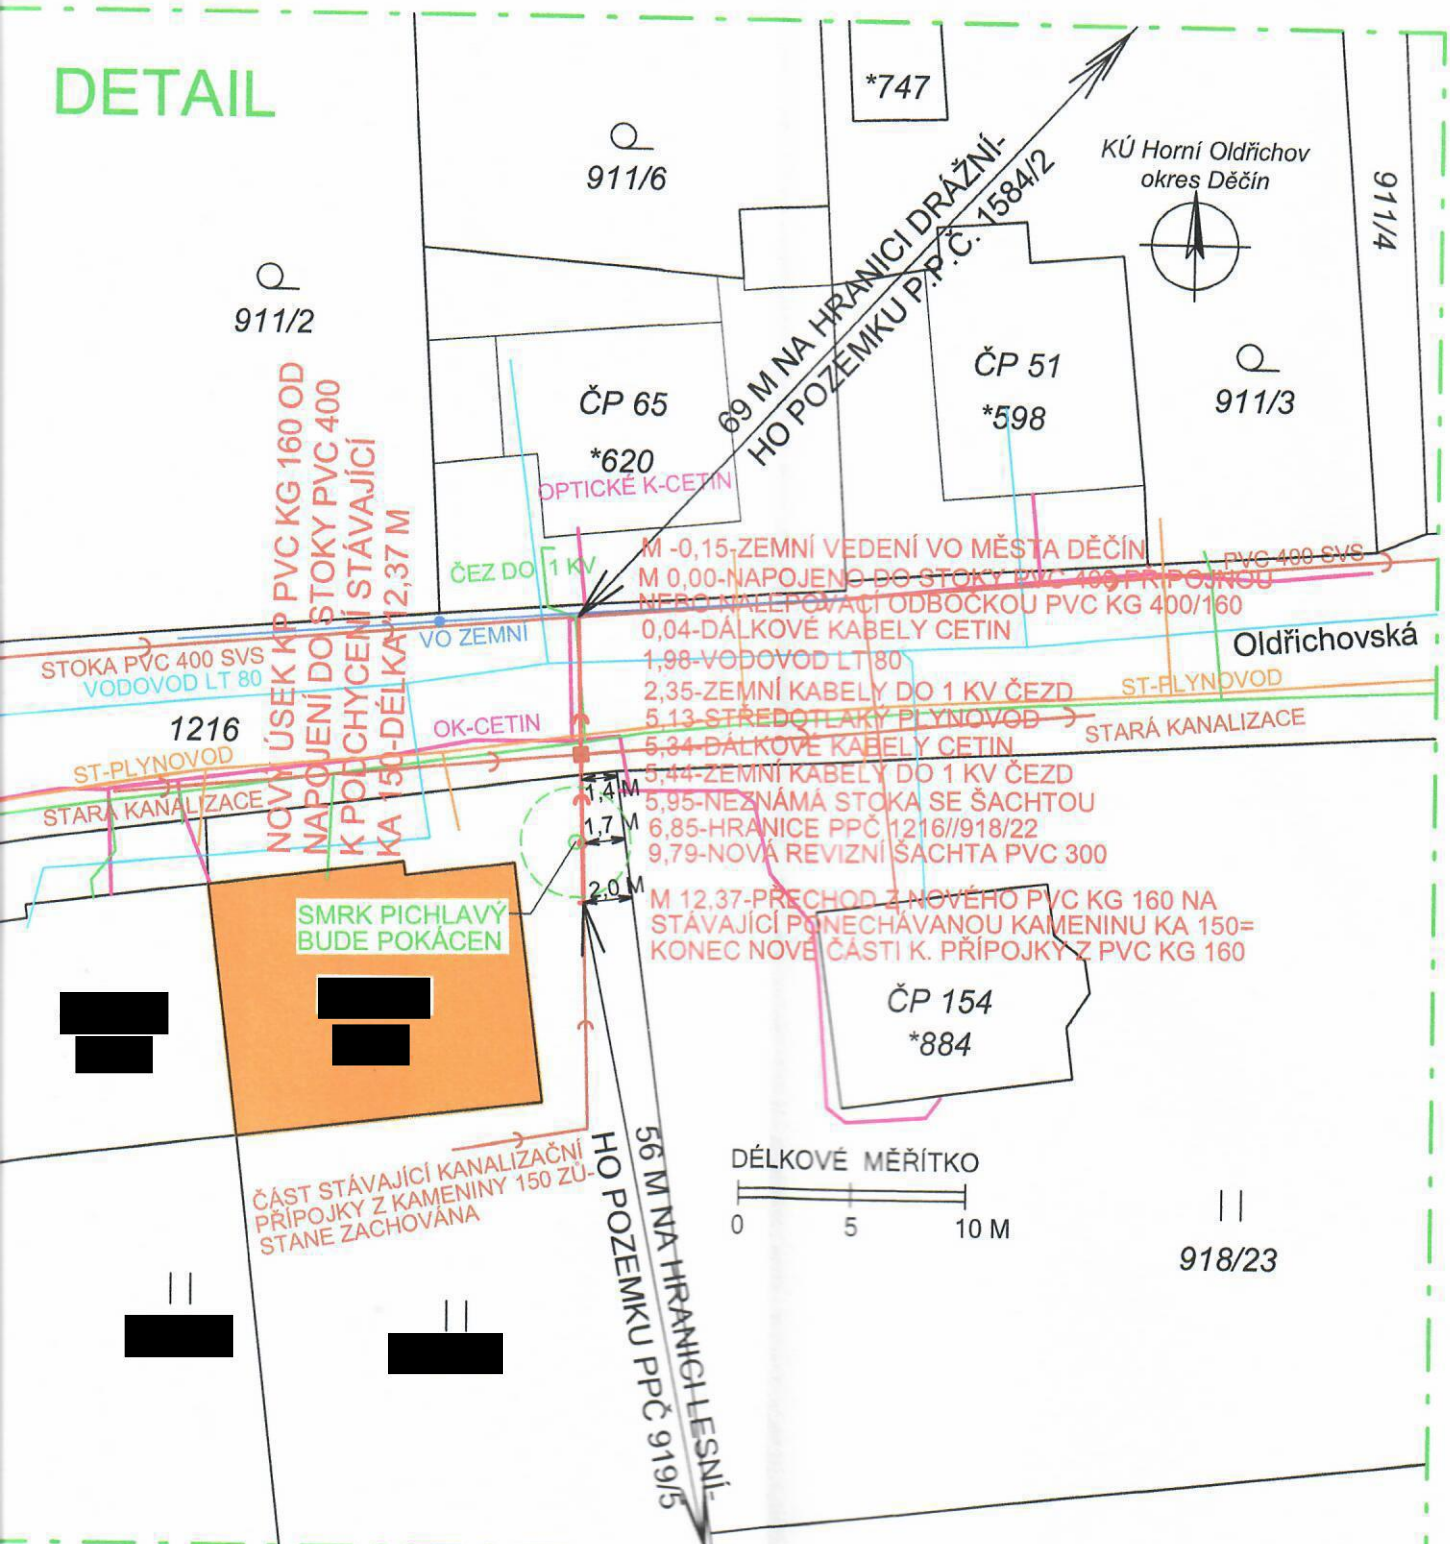 DETAIL
*747
911/6
KÚ Horní Oldřichov
okres Děčín
911/4
911/2
69 M NA HRANICI DRÁŽNÍ-
HO POZEMKU P.P.Č. 1584/2
ČP 65
*620
ČP 51
*598
911/3
NOVÝ ÚSEK KP PVC KG 160 OD
NAPOJENÍ DO STOKY PVC 400
K PODCHYCENÍ STÁVAJÍCÍ
KA 150-DÉLKA 12,37 M
OPTICKÉ K-CETIN
ČEZ DO 1 KV
M -0,15-ZEMNÍ VEDENÍ VO MĚSTA DĚČÍN
PVC 400 SVS
M 0,00-NAPOJENO DO STOKY PVC 400 PŘÍPOJNOU
NEBO NALEPOVACÍ ODBOČKOU PVC KG 400/160
0,04-DÁLKOVÉ KABELY CETIN
1,98-VODOVOD LT 80
2,35-ZEMNÍ KABELY DO 1 KV ČEZD
5,13-STŘEDOTLAKÝ PLYNOVOD
5,34-DÁLKOVÉ KABELY CETIN
5,44-ZEMNÍ KABELY DO 1 KV ČEZD
5,95-NEZNÁMÁ STOKA SE ŠACHTOU
6,85-HRANICE PPČ 1216//918/22
9,79-NOVÁ REVIZNÍ ŠACHTA PVC 300
M 12,37-PŘECHOD Z NOVÉHO PVC KG 160 NA
STÁVAJÍCÍ PONECHÁVANOU KAMENINU KA 150=
KONEC NOVÉ ČÁSTI K. PŘÍPOJKY Z PVC KG 160
VO ZEMNÍ
Oldřichovská
STOKA PVC 400 SVS
VODOVOD LT 80
ST-PLYNOVOD
1216
OK-CETIN
STARÁ KANALIZACE
ST-PLYNOVOD
STARÁ KANALIZACE
1,4 M
1,7 M
2,0 M
SMRK PICHLAVÝ
BUDE POKÁCEN
ČP 154
*884
ČÁST STÁVAJÍCÍ KANALIZAČNÍ
PŘÍPOJKY Z KAMENINY 150 ZŮ-
STANE ZACHOVÁNA
56 M NA HRANICI LESNÍ-
HO POZEMKU PPČ 919/5
DÉLKOVÉ MĚŘÍTKO
0 5 10 M
918/23